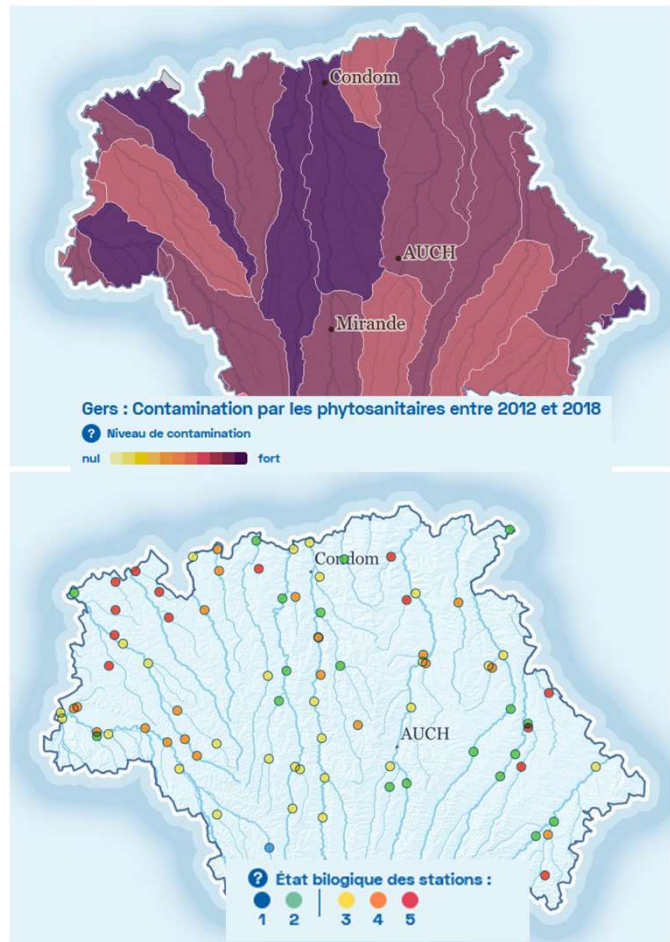 Condom
AUCH
Mirande
Gers : Contamination par les phytosanitaires entre 2012 et 2018
? Niveau de contamination
nul fort
Condom
AUCH
? État bilogique des stations :
1 2 3 4 5